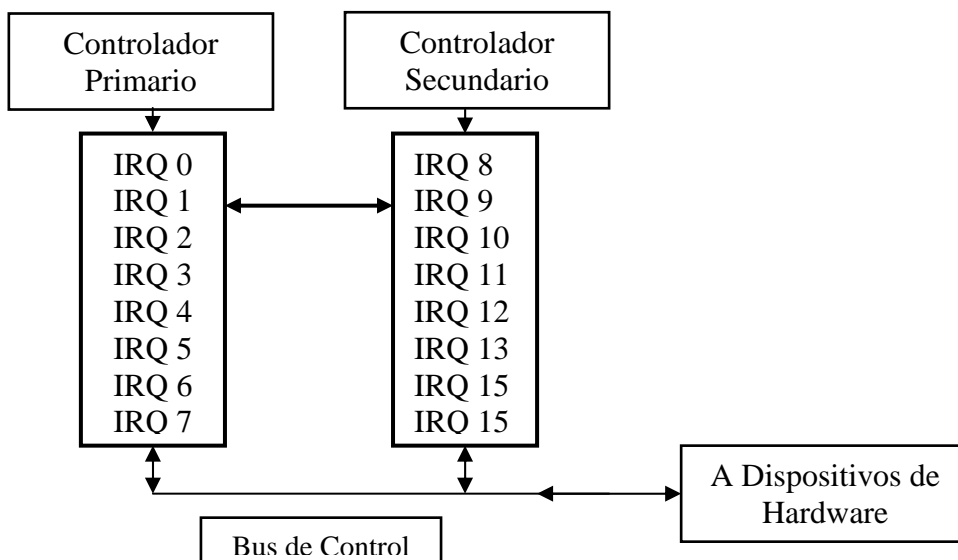 Controlador
Primario
Controlador
Secundario
IRQ 0
IRQ 1
IRQ 2
IRQ 3
IRQ 4
IRQ 5
IRQ 6
IRQ 7
IRQ 8
IRQ 9
IRQ 10
IRQ 11
IRQ 12
IRQ 13
IRQ 15
IRQ 15
A Dispositivos de
Hardware
Bus de Control